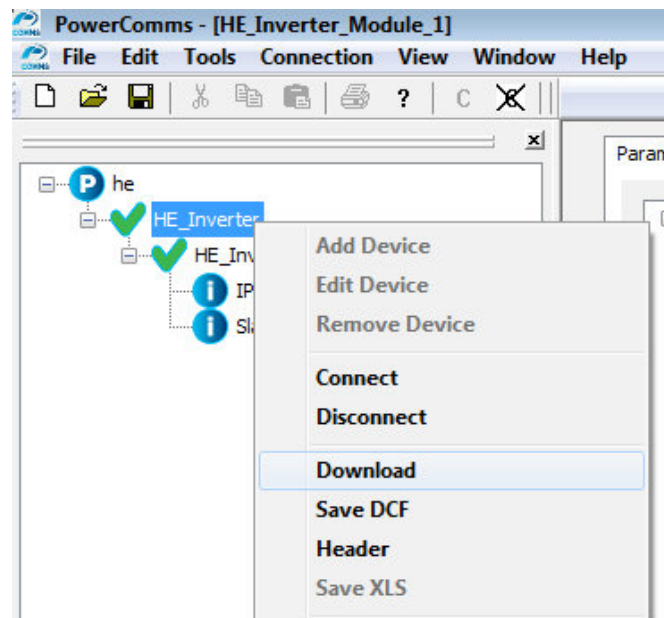 PowerComms - [HE_Inverter_Module_1]
File Edit Tools Connection View Window Help
? C
Param
he
HE_Inverter
HE_Inv
IP
Sla
Add Device
Edit Device
Remove Device
Connect
Disconnect
Download
Save DCF
Header
Save XLS